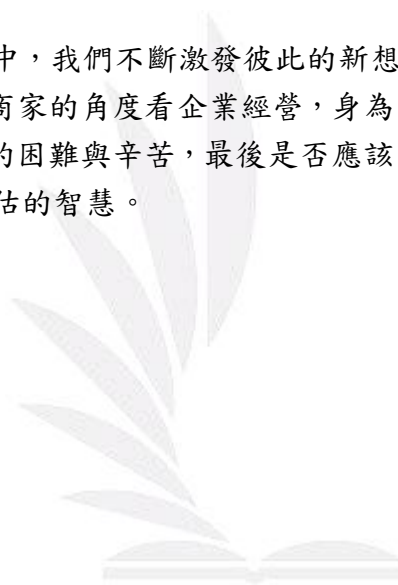 中，我們不斷激發彼此的新想
商家的角度看企業經營，身為
的困難與辛苦，最後是否應該
估的智慧。